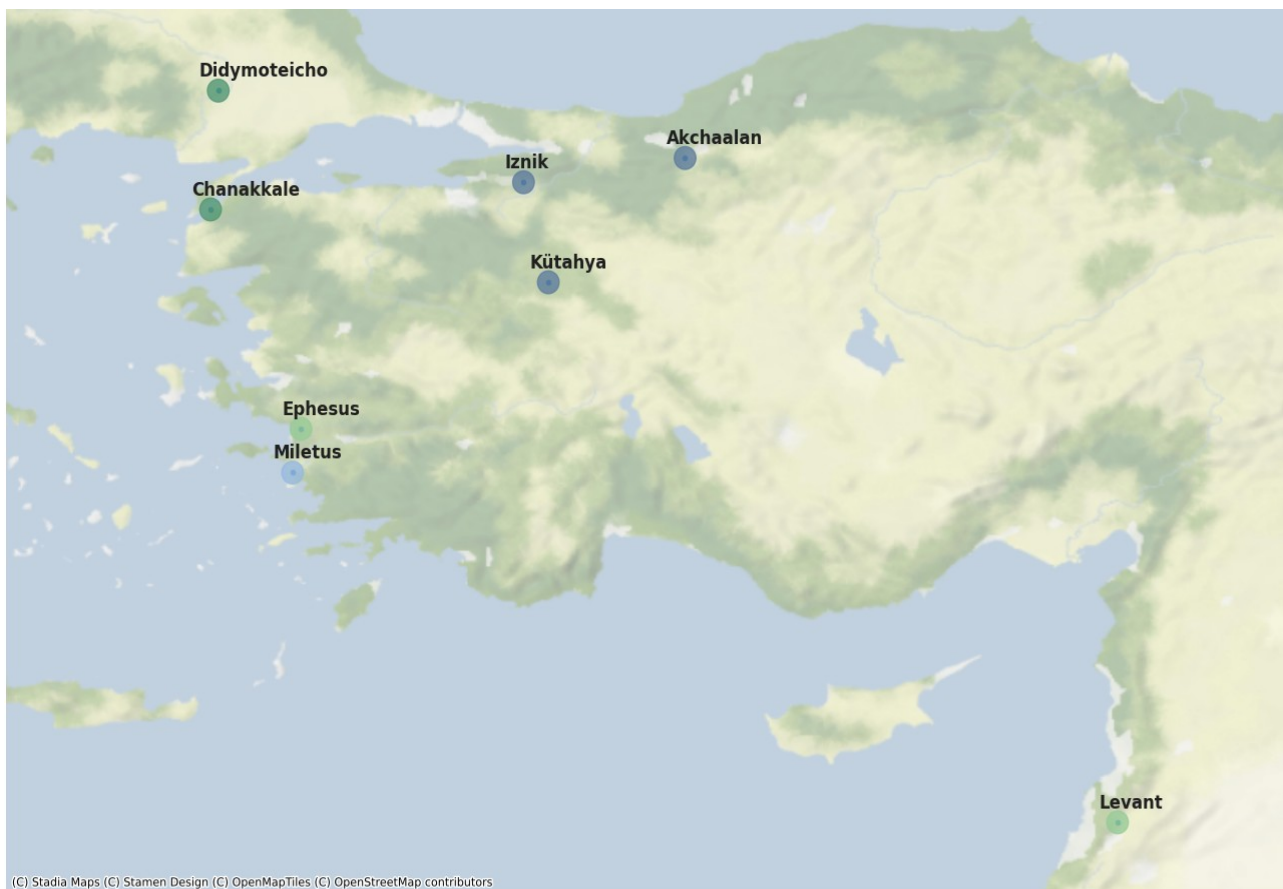 Didymoteicho
Akchaalan
Iznik
Chanakkale
Kütahya
Ephesus
Miletus
Levant
(C) Stadia Maps (C) Stamen Design (C) OpenMapTiles (C) OpenStreetMap contributors